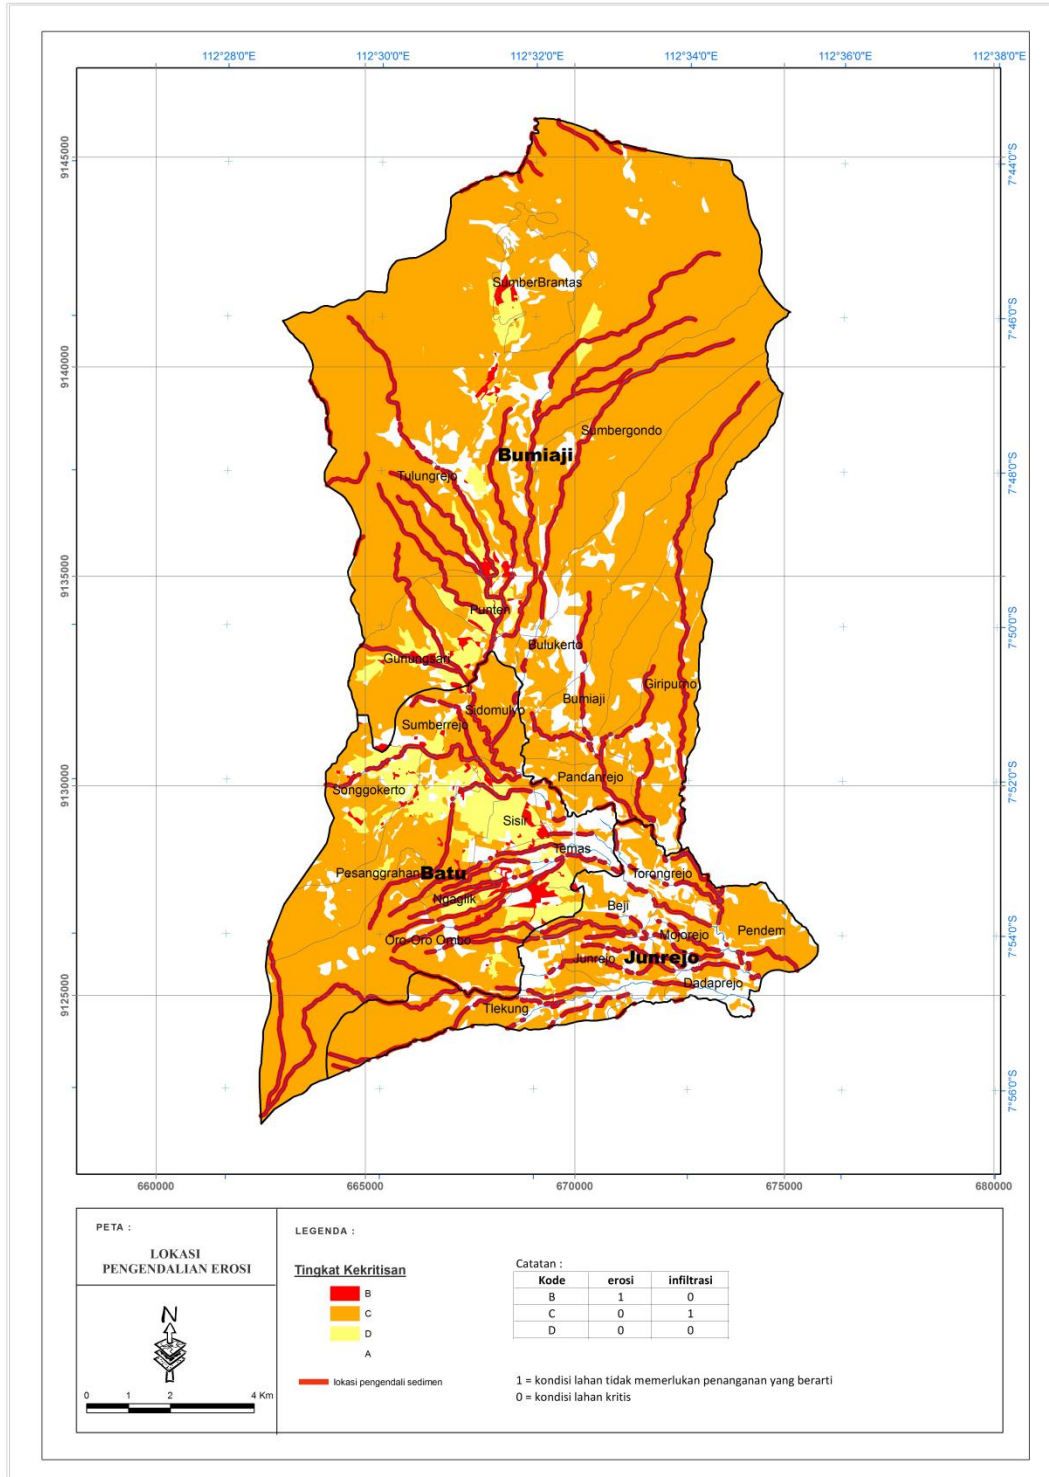 112°28'0"E 112°30'0"E 112°32'0"E 112°34'0"E 112°36'0"E 112°38'0"E
9145000
7°44'0"S
SumberBrantas
7°46'0"S
9140000
Sumbergondo
Bumiaji
Tulungrejo
7°48'0"S
9135000
Punten
7°50'0"S
Bulukerto
Gunungsari
Giripurno
Bumiaji
Sidomulyo
Sumberrejo
Pandanrejo
7°52'0"S
9130000
Songgokerto
Sisir
Temas
Pesanggrahan
Batu
Torongrejo
Ngaglik
Beji
Pendem
Mojorejo
7°54'0"S
Oro-Oro Ombo
Junrejo
Junrejo
Dadaprejo
9125000
Tlekung
7°56'0"S
660000 665000 670000 675000 680000
PETA :
LOKASI
PENGENDALIAN EROSI
N
0 1 2 4 Km
LEGENDA :
Tingkat Kekritisan
B
C
D
A
lokasi pengendali sedimen
Catatan :
Kode erosi infiltrasi
B 1 0
C 0 1
D 0 0
1 = kondisi lahan tidak memerlukan penanganan yang berarti
0 = kondisi lahan kritis